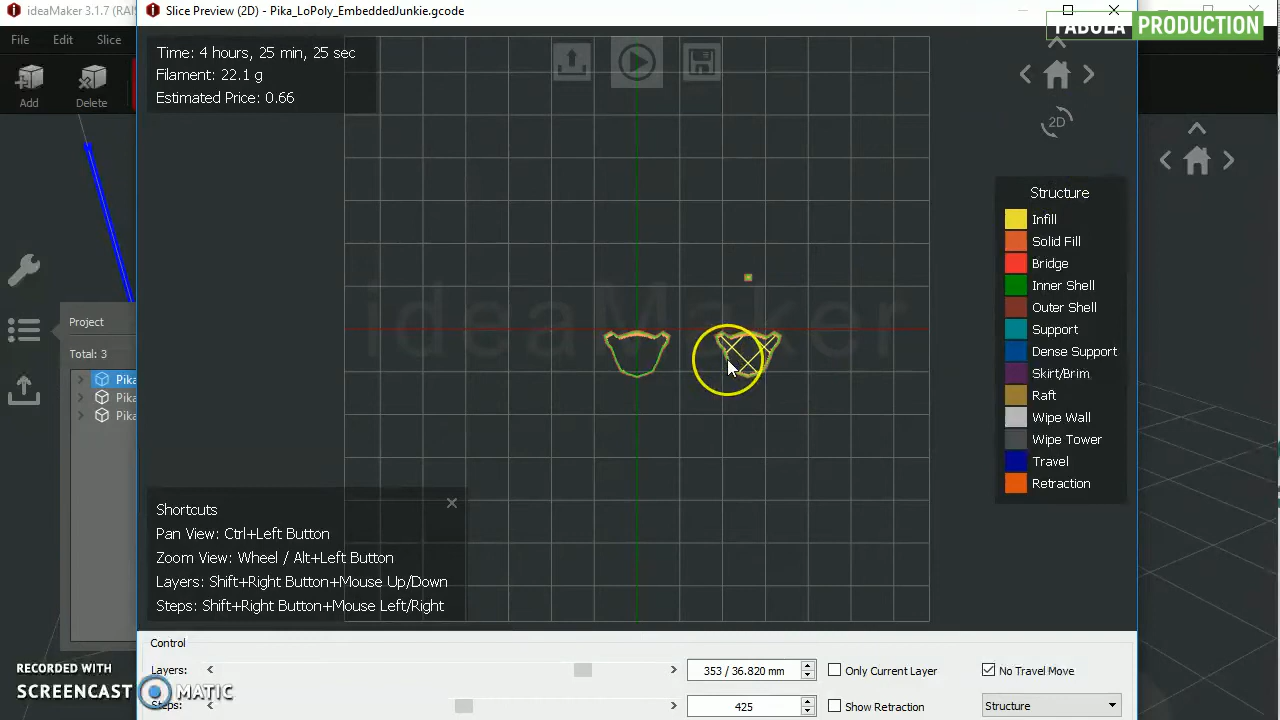 ideaMaker 3.1.7 (RAIS
Slice Preview (2D) - Pika_LoPoly_EmbeddedJunkie.gcode
TABULA PRODUCTION
File Edit Slice
Time: 4 hours, 25 min, 25 sec
Filament: 22.1 g
Estimated Price: 0.66
Add Delete
2D
Structure
Infill
Solid Fill
Bridge
Inner Shell
Outer Shell
Support
Dense Support
Skirt/Brim
Raft
Wipe Wall
Wipe Tower
Travel
Retraction
ideaMaker
Project
Total: 3
Pika
Pika
Pika
Shortcuts
Pan View: Ctrl+Left Button
Zoom View: Wheel / Alt+Left Button
Layers: Shift+Right Button+Mouse Up/Down
Steps: Shift+Right Button+Mouse Left/Right
Control
Layers: 353 / 36.820 mm Only Current Layer No Travel Move
Steps: 425 Show Retraction Structure
RECORDED WITH
SCREENCAST MATIC